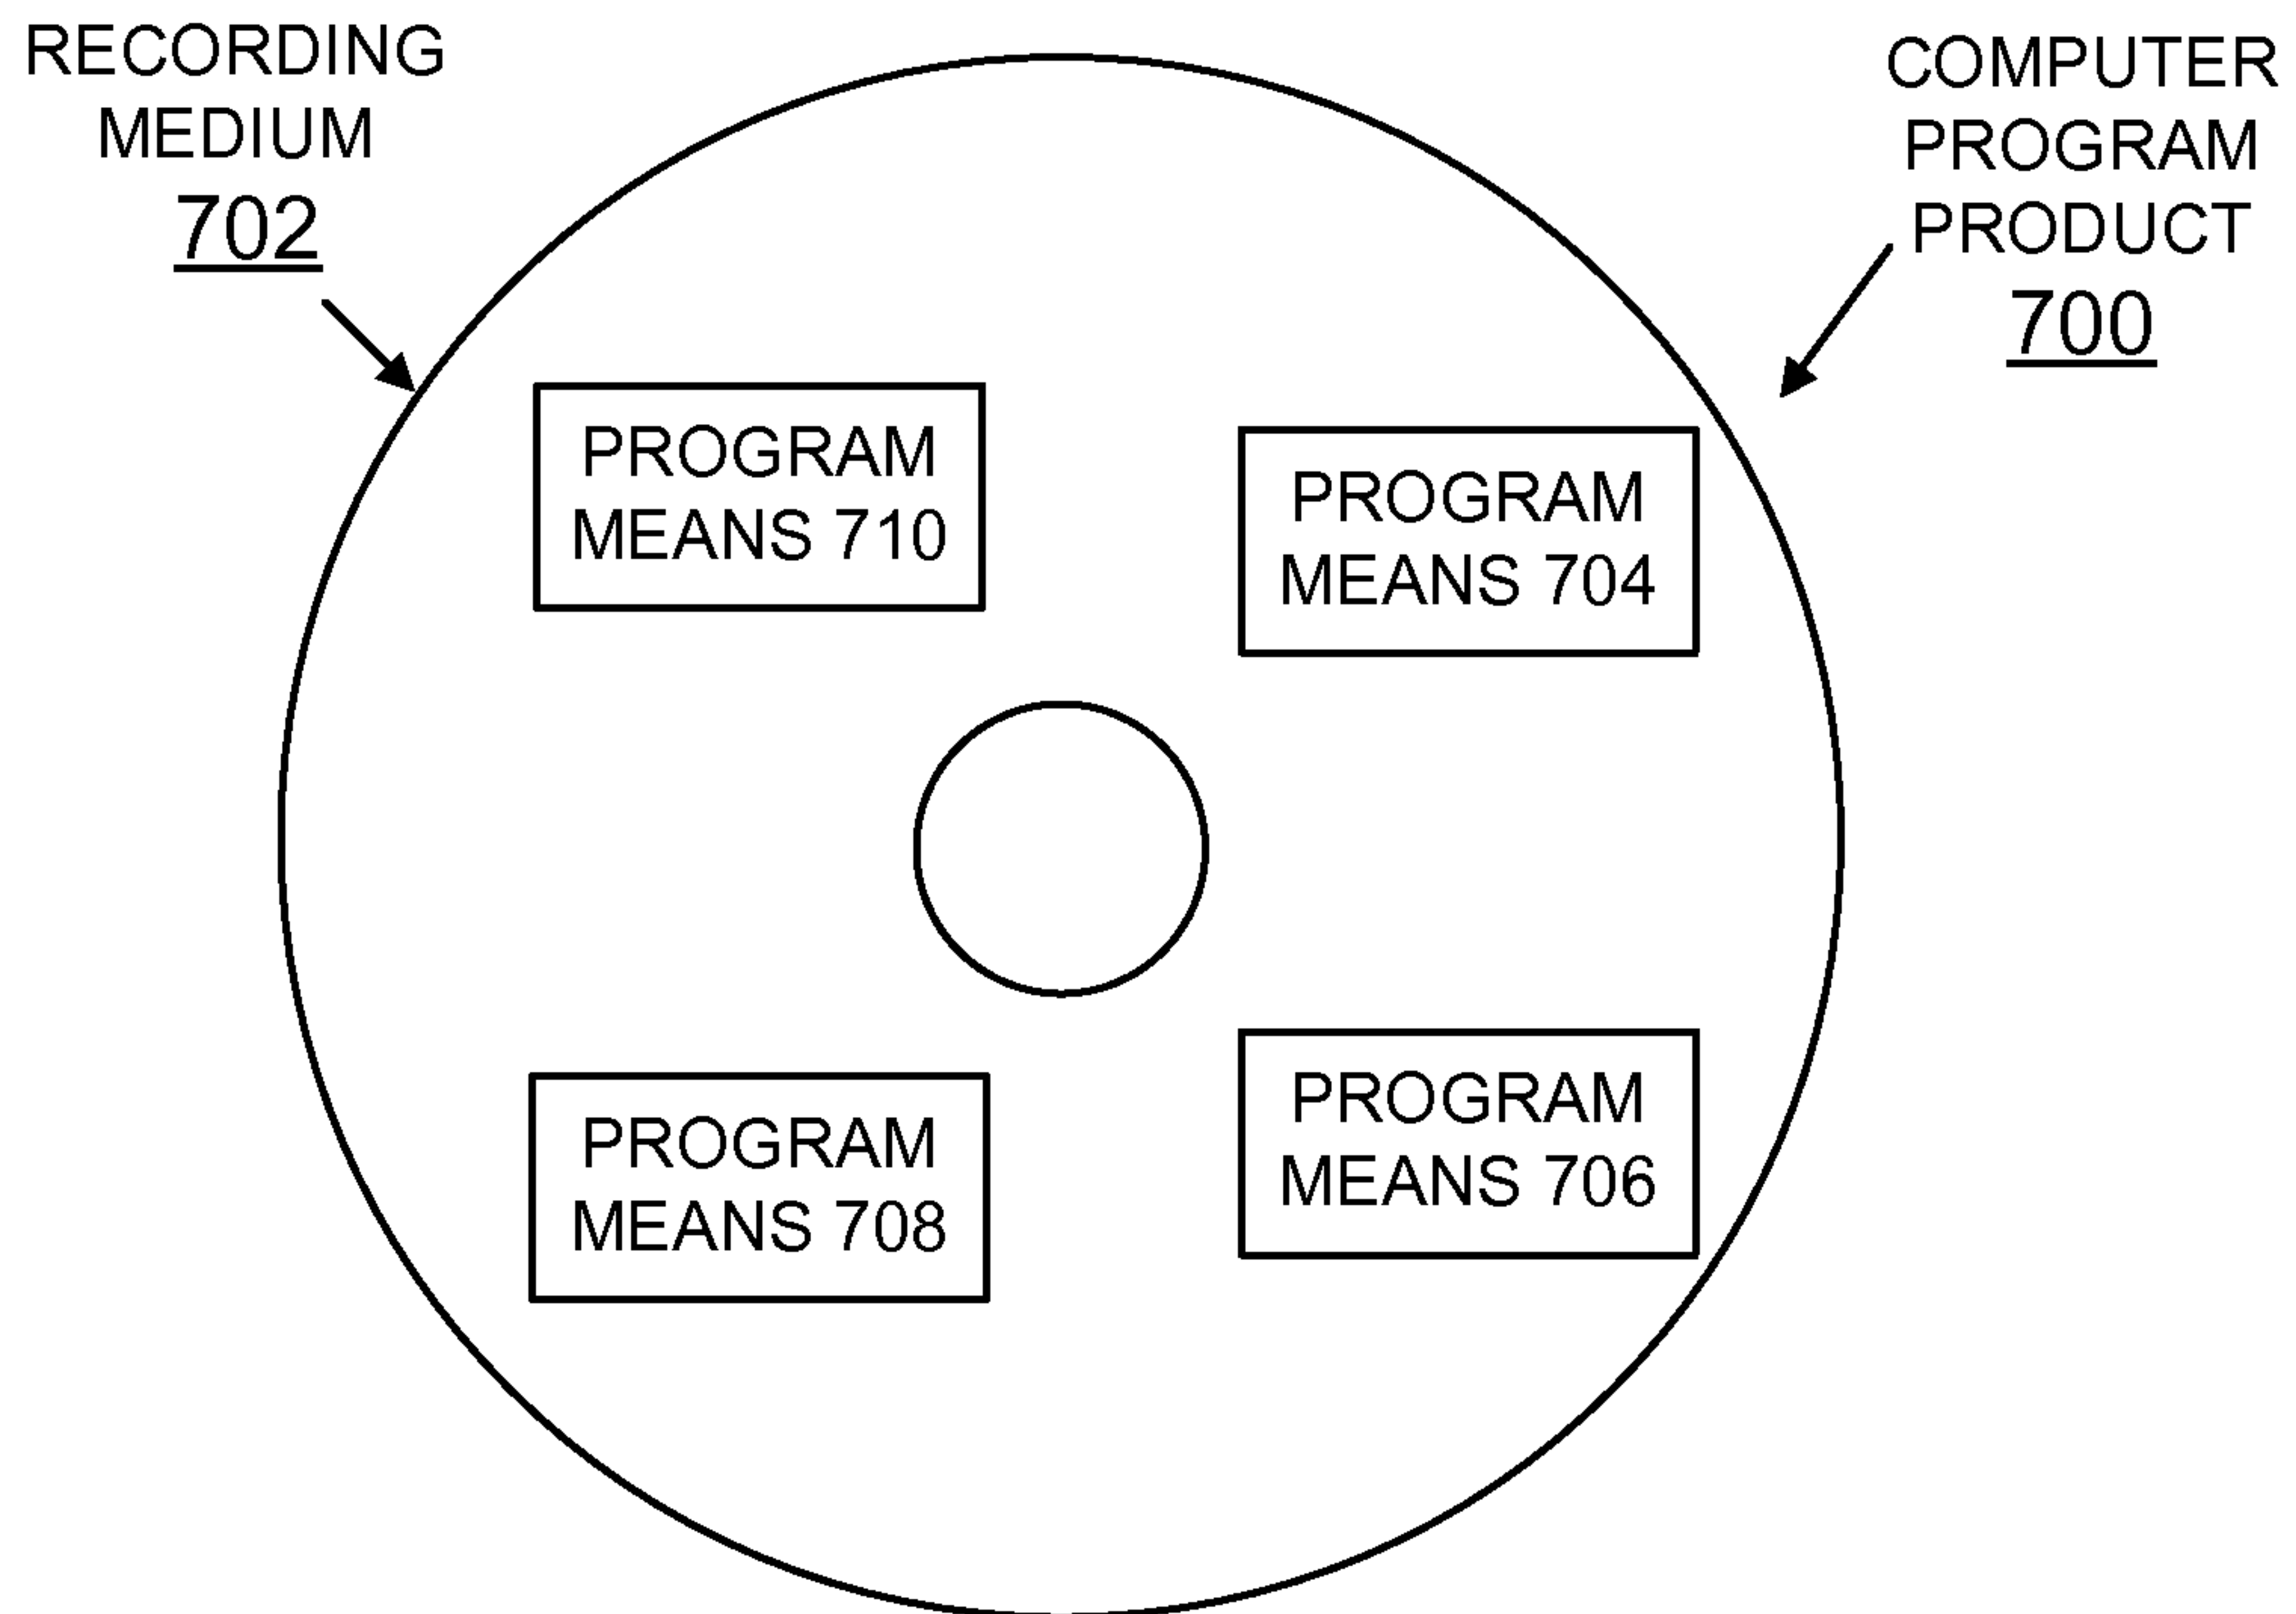 RECORDING
MEDIUM
702
COMPUTER
PROGRAM
PRODUCT
700
PROGRAM
MEANS 710
PROGRAM
MEANS 704
PROGRAM
MEANS 708
PROGRAM
MEANS 706